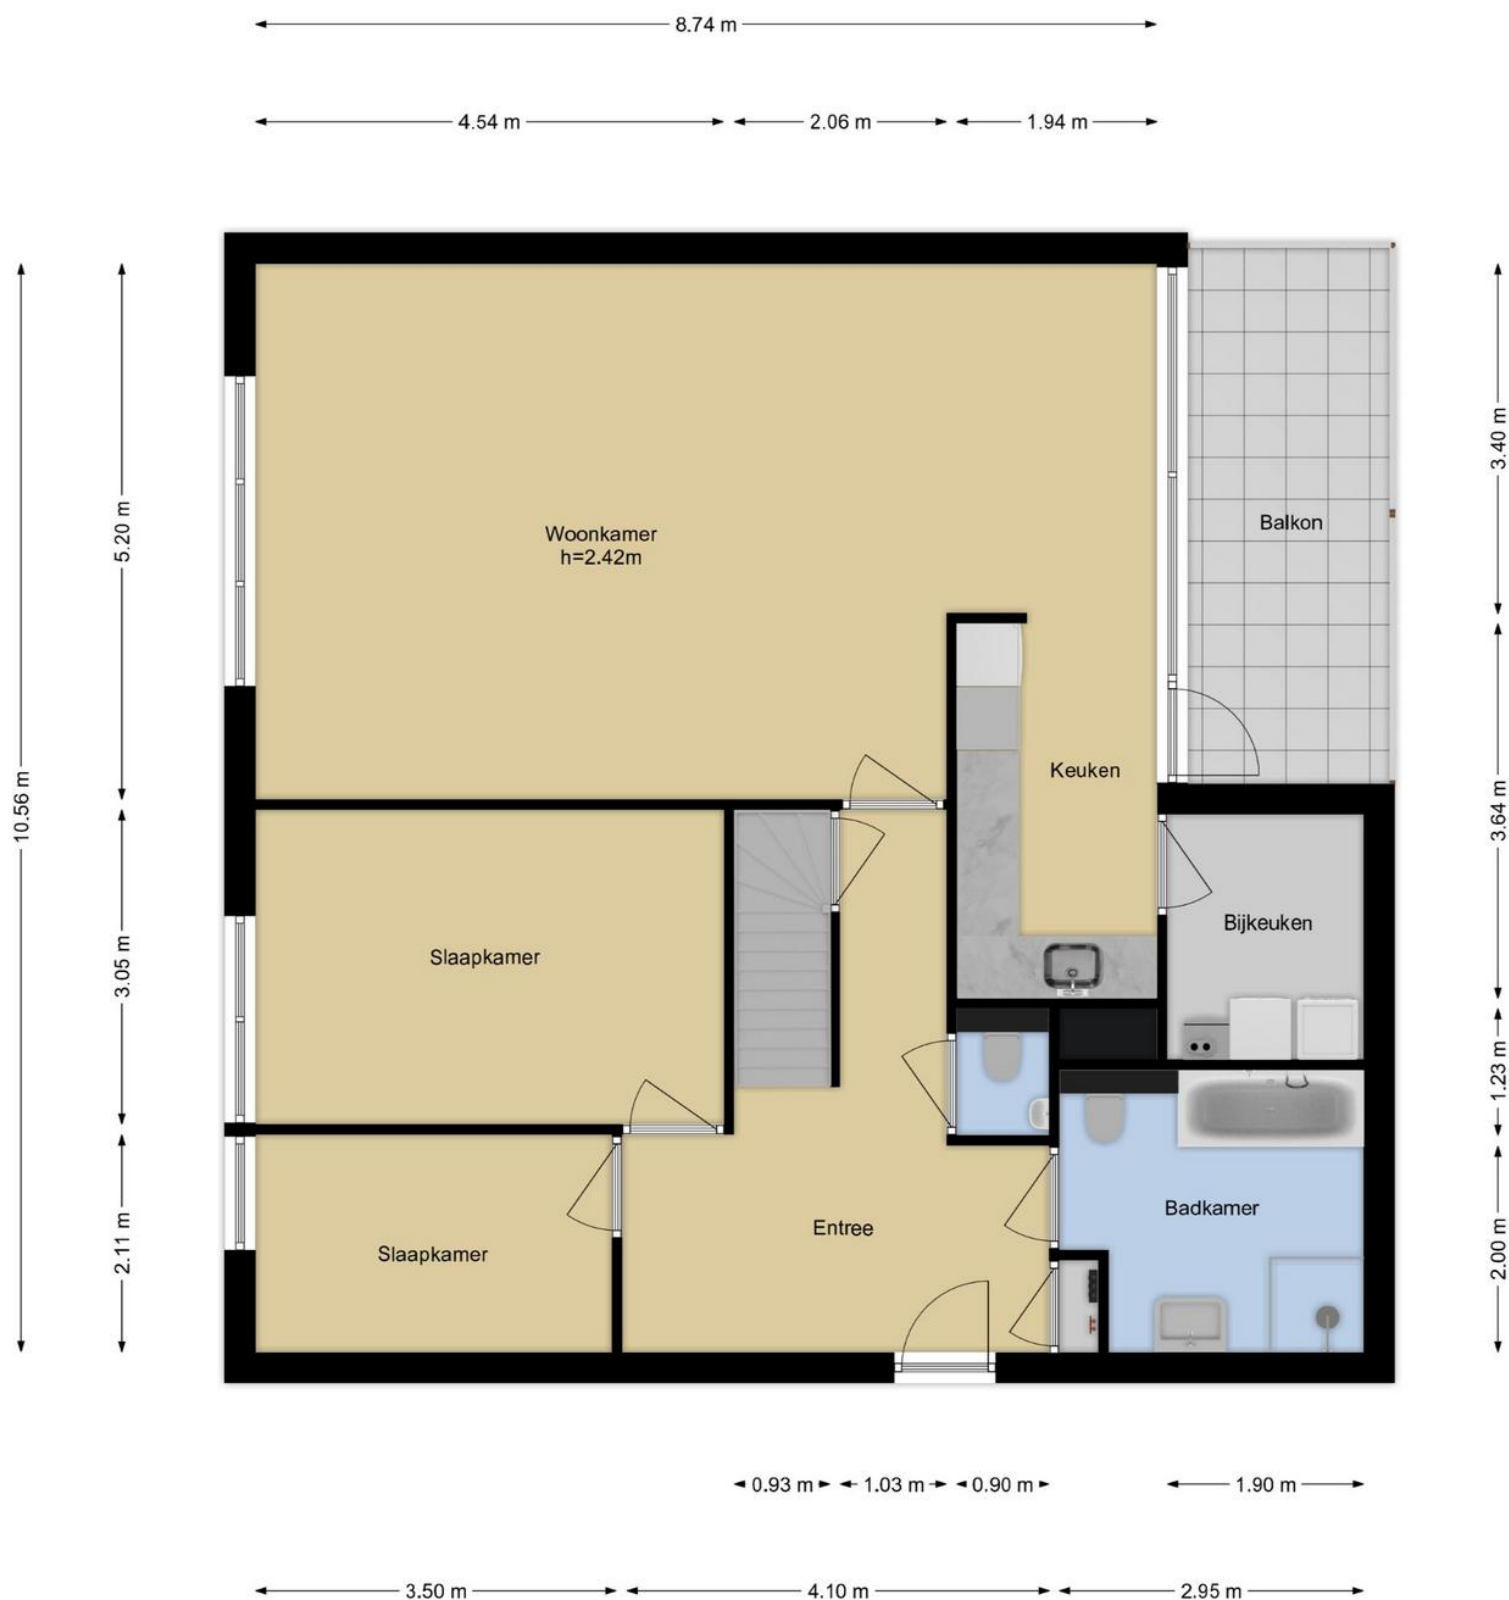 8.74 m
4.54 m
2.06 m
1.94 m
10.56 m
5.20 m
3.05 m
2.11 m
3.40 m
3.64 m
1.23 m
2.00 m
Woonkamer
h=2.42m
Balkon
Keuken
Bijkeuken
Slaapkamer
Badkamer
Entree
Slaapkamer
0.93 m
1.03 m
0.90 m
1.90 m
3.50 m
4.10 m
2.95 m